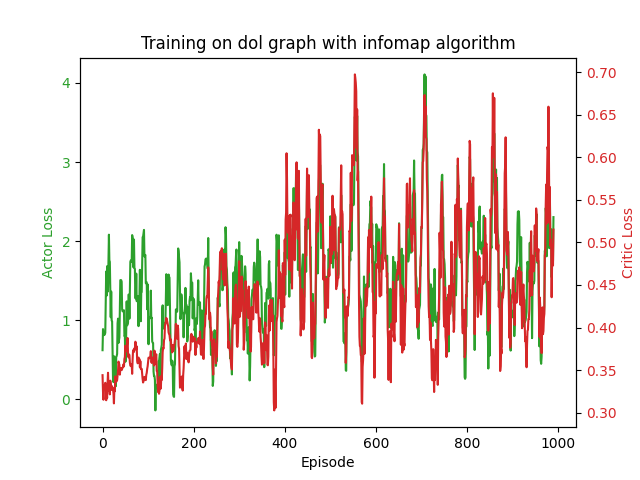 Training on dol graph with infomap algorithm
Actor Loss
4
3
2
1
0
0.70
0.65
0.60
0.55
0.50
0.45
0.40
0.35
0.30
Critic Loss
0 200 400 600 800 1000
Episode